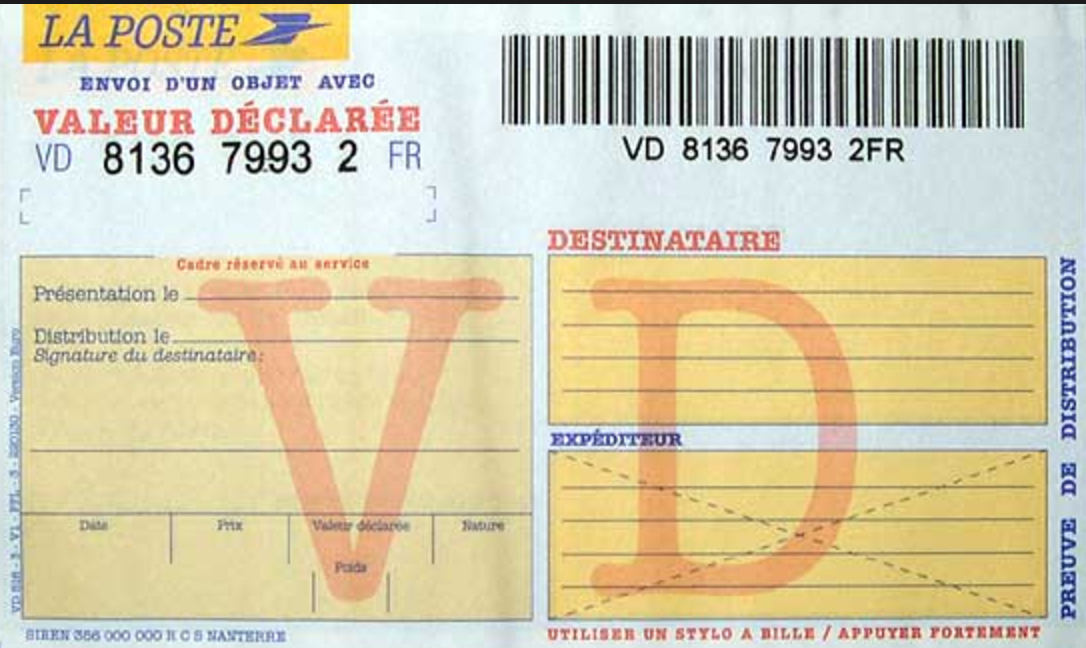 LA POSTE
ENVOI D'UN OBJET AVEC
VALEUR DÉCLARÉE
VD 8136 7993 2 FR
VD 8136 7993 2FR
Cadre réservé au service
Présentation le
Distribution le
Signature du destinataire:
Date Prix Valeur déclarée Nature
Poids
V D
DESTINATAIRE
EXPÉDITEUR
PREUVE DE DISTRIBUTION
SIREN 356 000 000 R C S NANTERRE
UTILISER UN STYLO A BILLE / APPUYER FORTEMENT